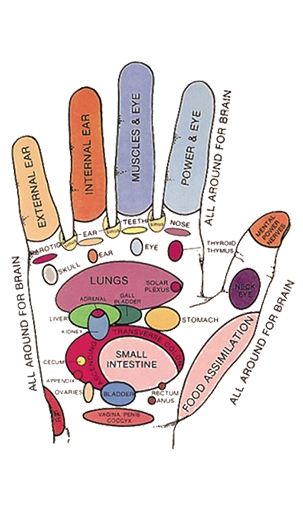 EXTERNAL EAR
INTERNAL EAR
MUSCLES & EYE
POWER & EYE
ALL AROUND FOR BRAIN
PAROTID
EAR
TEETH
NOSE
SKULL
EAR
EYE
THYROID
THYMUS
MENTAL
POWER
NERVES
NECK
EYE
LUNGS
SOLAR
PLEXUS
ADRENAL
GALL
BLADDER
LIVER
KIDNEY
STOMACH
TRANSVERSE COLON
ASCENDING
SMALL
INTESTINE
CECUM
APPENDIX
OVARIES
BLADDER
RECTUM
ANUS
VAGINA, PENIS
COCCYX
FOOD ASSIMILATION
ALL AROUND FOR BRAIN
ALL AROUND FOR BRAIN